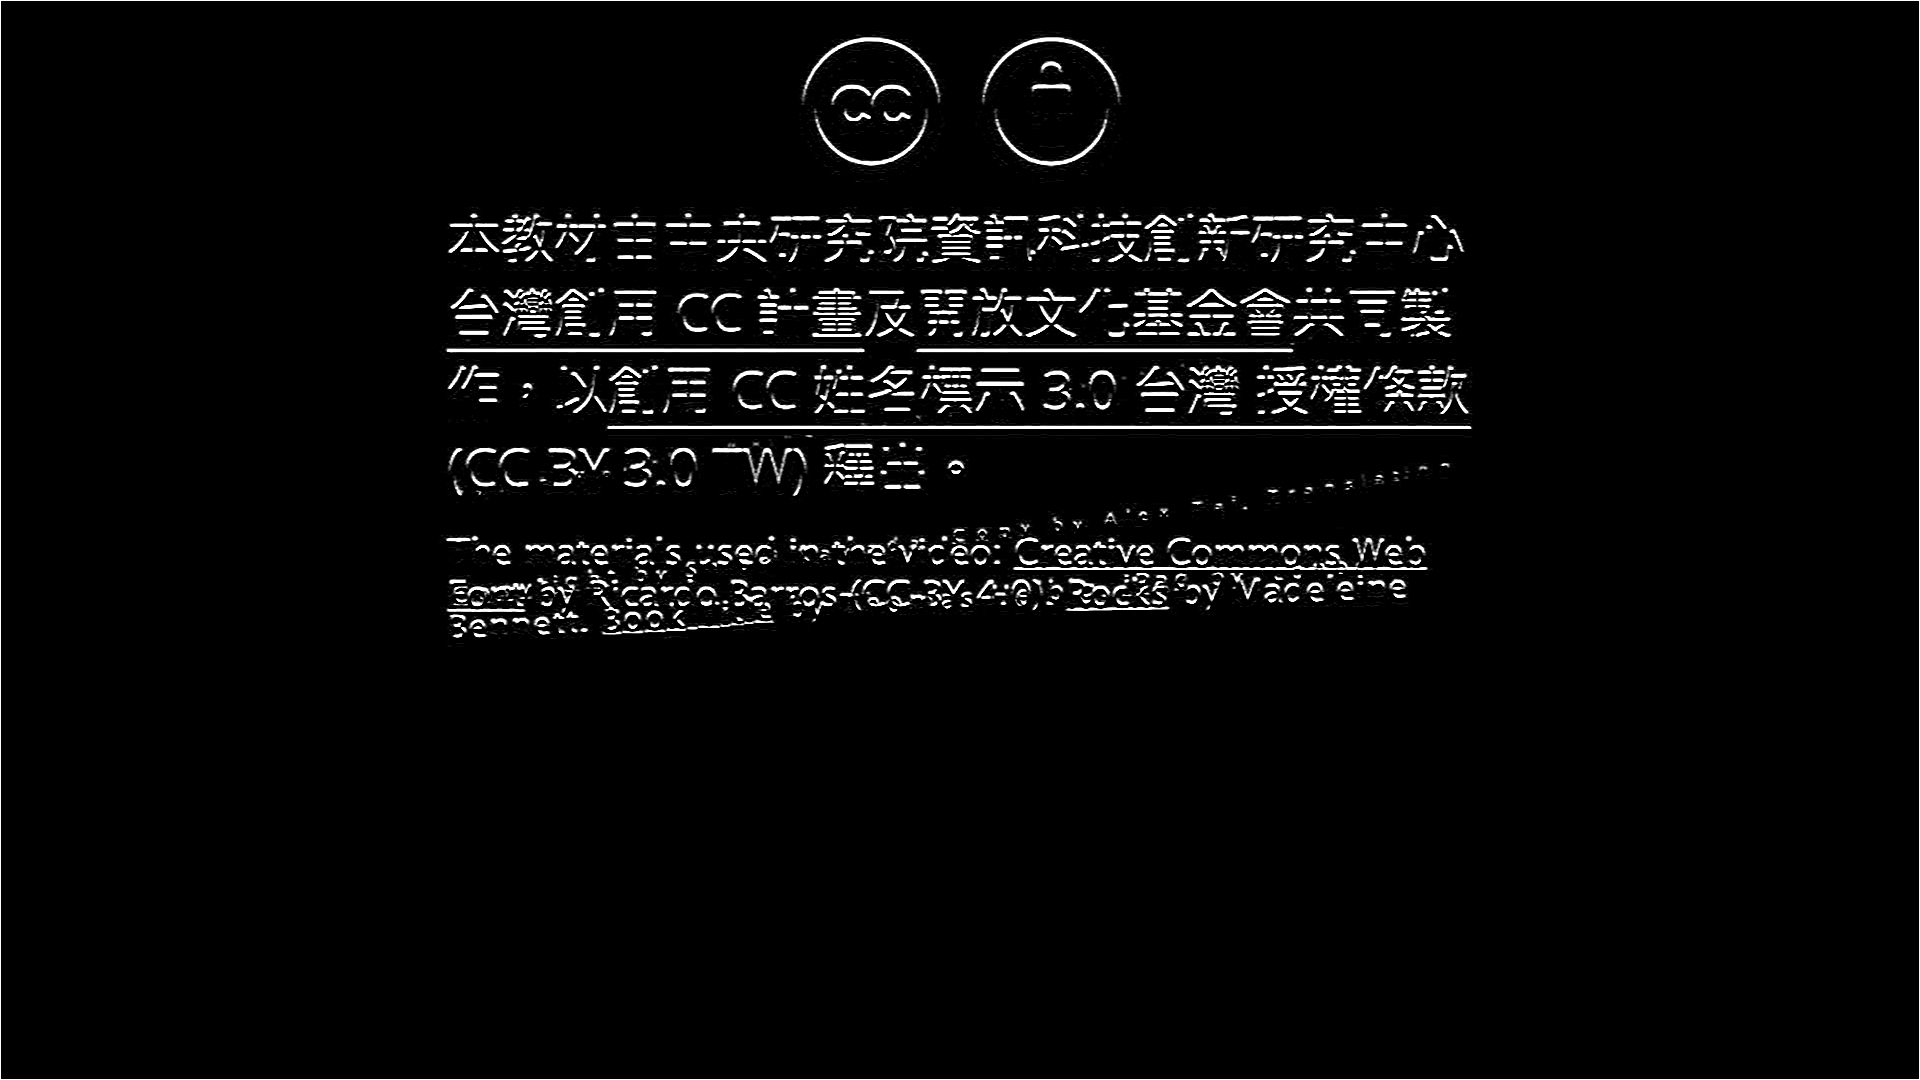 cc
本教材由中央研究院資訊科技創新研究中心
台灣創用 CC 計畫及開放文化基金會共同製
作，以創用 CC 姓名標示 3.0 台灣 授權條款
(CC BY 3.0 TW) 釋出。
The materials used in the video: Creative Commons Web
Font by Ricardo Barros (CC BY 4.0) Rocks by Madeleine
Bennett. Book by